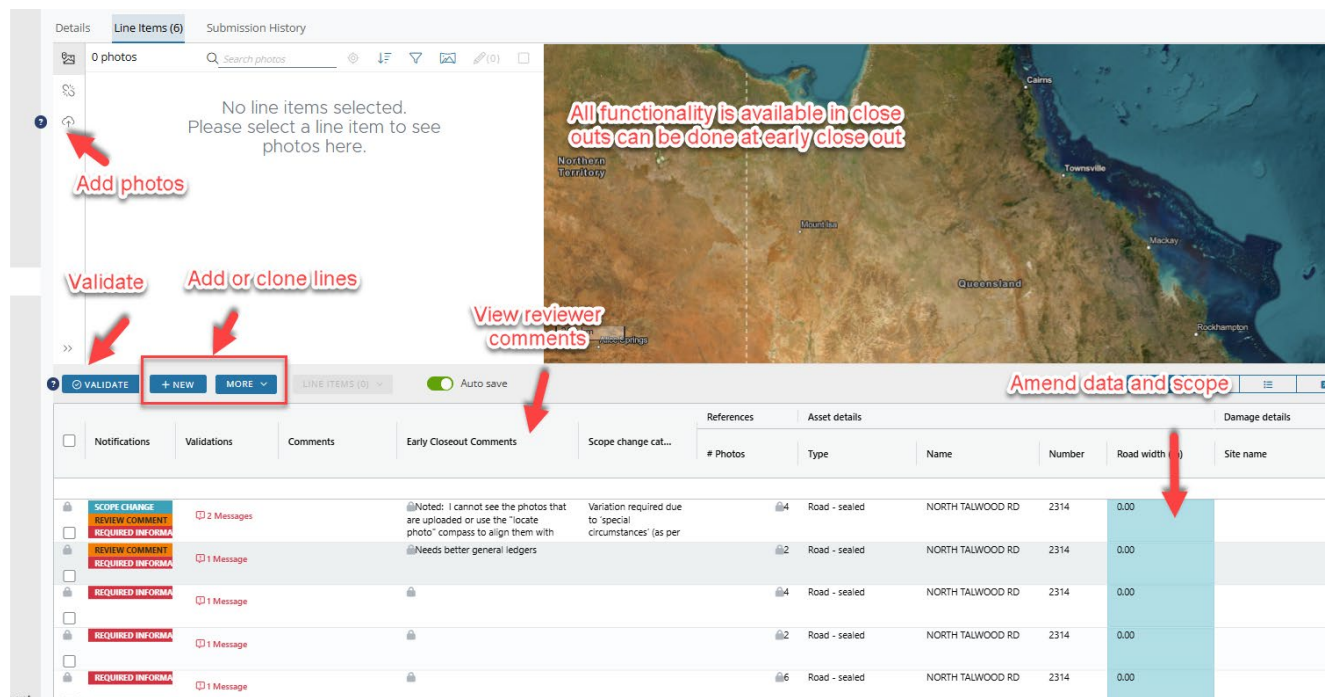 Details Line Items (6) Submission History
0 photos Search photos (0)
No line items selected.
Please select a line item to see
photos here.
Add photos
All functionality is available in close
outs can be done at early close out
Cairns
Northern
Territory
Townsville
Mount Isa
Mackay
Queensland
Rockhampton
Alice Springs
Validate
Add or clone lines
View reviewer
comments
Amend data and scope
VALIDATE + NEW MORE LINE ITEMS (0) Auto save
References Asset details Damage details
Notifications Validations Comments Early Closeout Comments Scope change cat... # Photos Type Name Number Road width Site name
SCOPE CHANGE
REVIEW COMMENT
REQUIRED INFORMA
2 Messages
Noted: I cannot see the photos that
are uploaded or use the "locate
photo" compass to align them with
Variation required due
to 'special
circumstances' (as per
4 Road - sealed NORTH TALWOOD RD 2314 0.00
REVIEW COMMENT
REQUIRED INFORMA
1 Message
Needs better general ledgers
2 Road - sealed NORTH TALWOOD RD 2314 0.00
REQUIRED INFORMA
1 Message
4 Road - sealed NORTH TALWOOD RD 2314 0.00
REQUIRED INFORMA
1 Message
2 Road - sealed NORTH TALWOOD RD 2314 0.00
REQUIRED INFORMA
1 Message
6 Road - sealed NORTH TALWOOD RD 2314 0.00